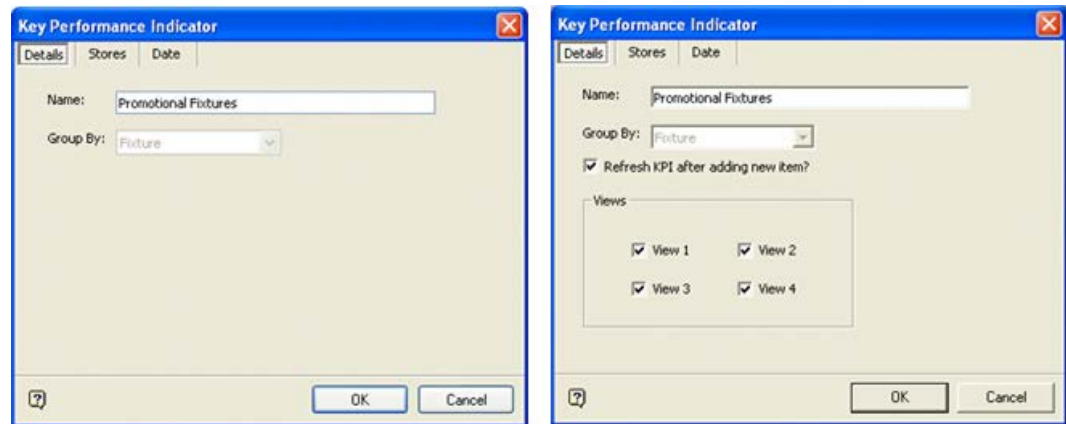 Key Performance Indicator
Details Stores Date
Name: Promotional Fixtures
Group By: Fixture
OK Cancel
Key Performance Indicator
Details Stores Date
Name: Promotional Fixtures
Group By: Fixture
Refresh KPI after adding new item?
Views
View 1 View 2
View 3 View 4
OK Cancel